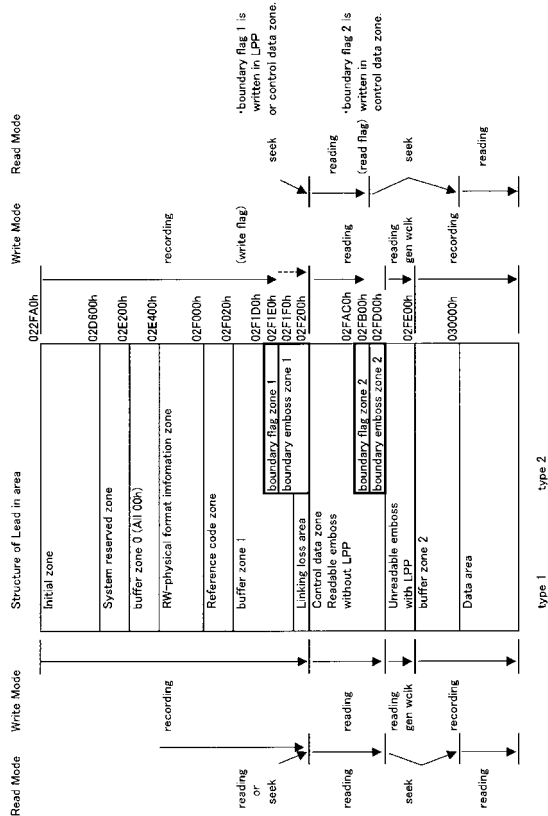 Structure of Lead in area
Read Mode
Write Mode
Write Mode
Read Mode
022FA0h
Initial zone
02D600h
System reserved zone
02E200h
buffer zone 0 (All 00h)
02E400h
RW-physical format imfomation zone
02F000h
Reference code zone
02F020h
buffer zone 1
02F1D0h
boundary flag zone 1
02F1E0h
boundary emboss zone 1
02F1F0h
Linking loss area
02F200h
Control data zone
Readable emboss
without LPP
02FAC0h
boundary flag zone 2
02FB00h
boundary emboss zone 2
02FD00h
Unreadable emboss
with LPP
02FE00h
buffer zone 2
030000h
Data area
type 1
type 2
recording
reading
or
seek
reading
reading
seek
reading
gen wclk
recording
reading
recording
(write flag)
reading
reading
gen wclk
recording
seek
reading
(read flag)
seek
reading
・boundary flag 1 is
written in LPP
or control data zone.
・boundary flag 2 is
written in
control data zone.